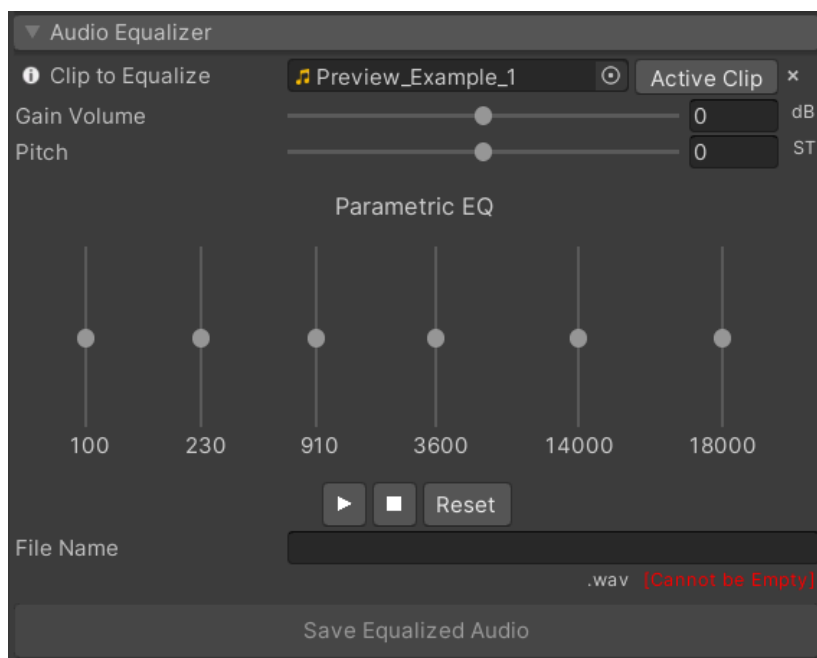 Audio Equalizer
Clip to Equalize Preview_Example_1 Active Clip ×
Gain Volume 0 dB
Pitch 0 ST
Parametric EQ
100 230 910 3600 14000 18000
Reset
File Name
.wav [Cannot be Empty]
Save Equalized Audio